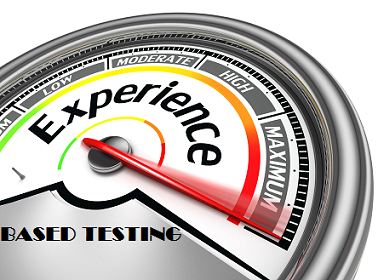 LOW
MODERATE
HIGH
MAXIMUM
Experience
BASED TESTING